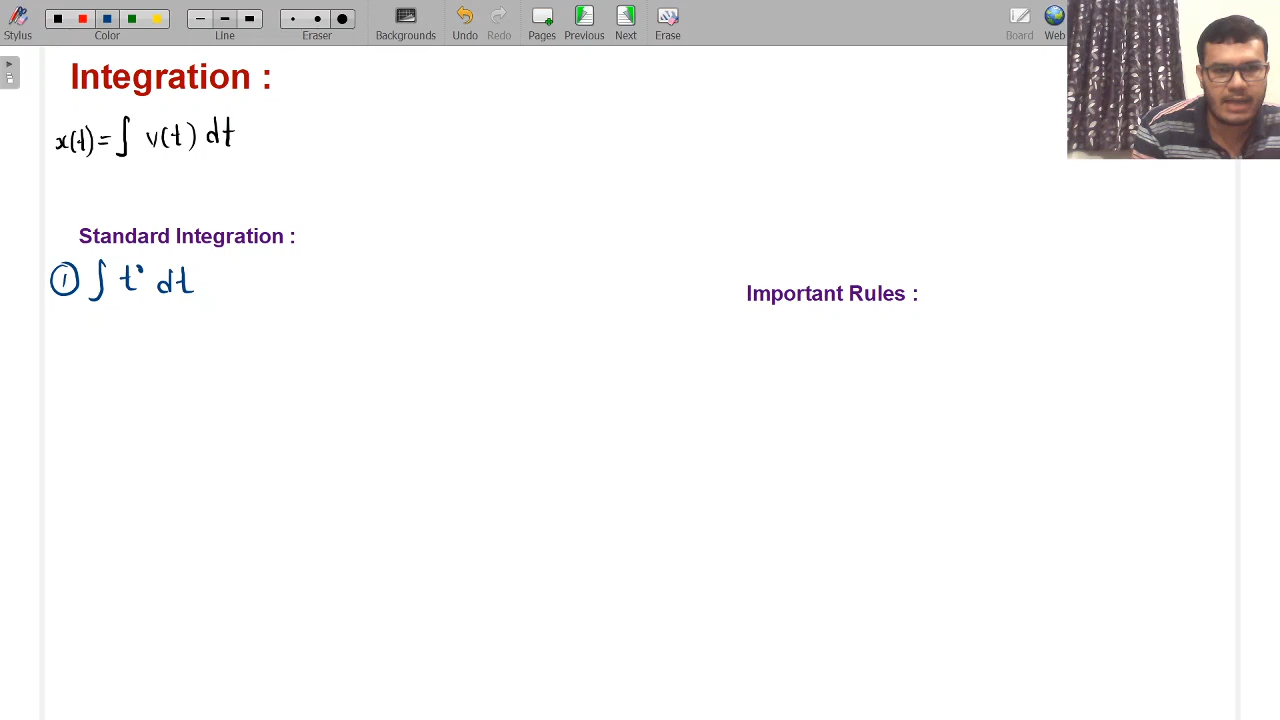 Stylus Color Line Eraser Backgrounds Undo Redo Pages Previous Next Erase Board Web
Integration :
x(t) = ∫ v(t) dt
Standard Integration :
① ∫ t dt
Important Rules :